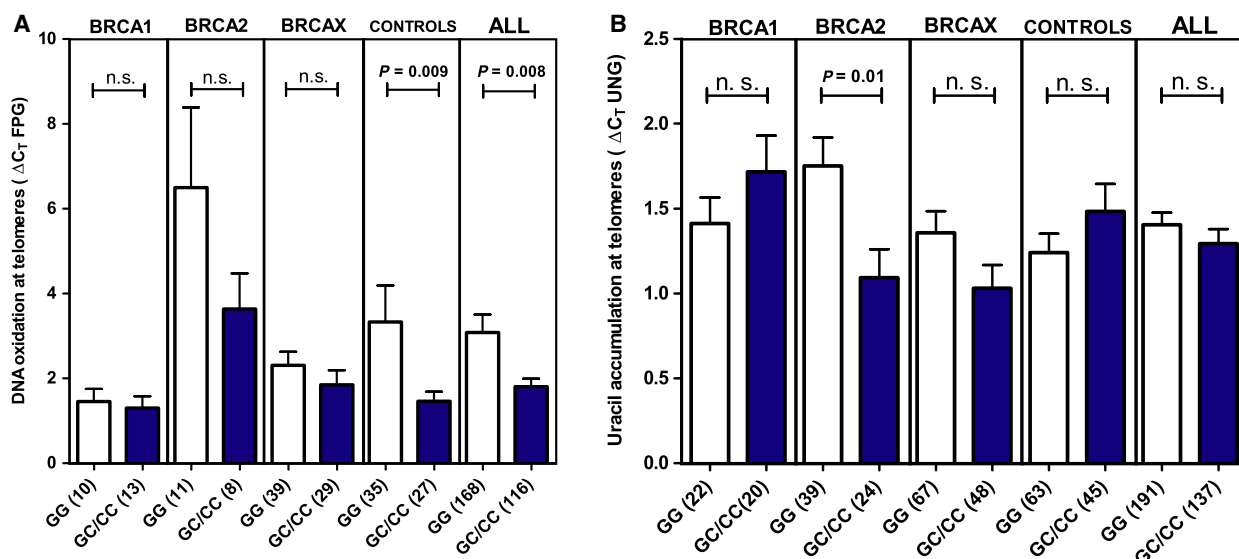 A
BRCA1 BRCA2 BRCAX CONTROLS ALL
n.s. n.s. n.s. P = 0.009 P = 0.008
DNA oxidation at telomeres ( ΔCT FPG)
10
8
6
4
2
0
GG (10) GC/CC (13) GG (11) GC/CC (8) GG (39) GC/CC (29) GG (35) GC/CC (27) GG (168) GC/CC (116)
B
BRCA1 BRCA2 BRCAX CONTROLS ALL
n. s. P = 0.01 n. s. n. s. n. s.
Uracil accumulation at telomeres ( ΔCT UNG)
2.5
2.0
1.5
1.0
0.5
0.0
GG (22) GC/CC(20) GG (39) GC/CC (24) GG (67) GC/CC (48) GG (63) GC/CC (45) GG (191) GC/CC (137)